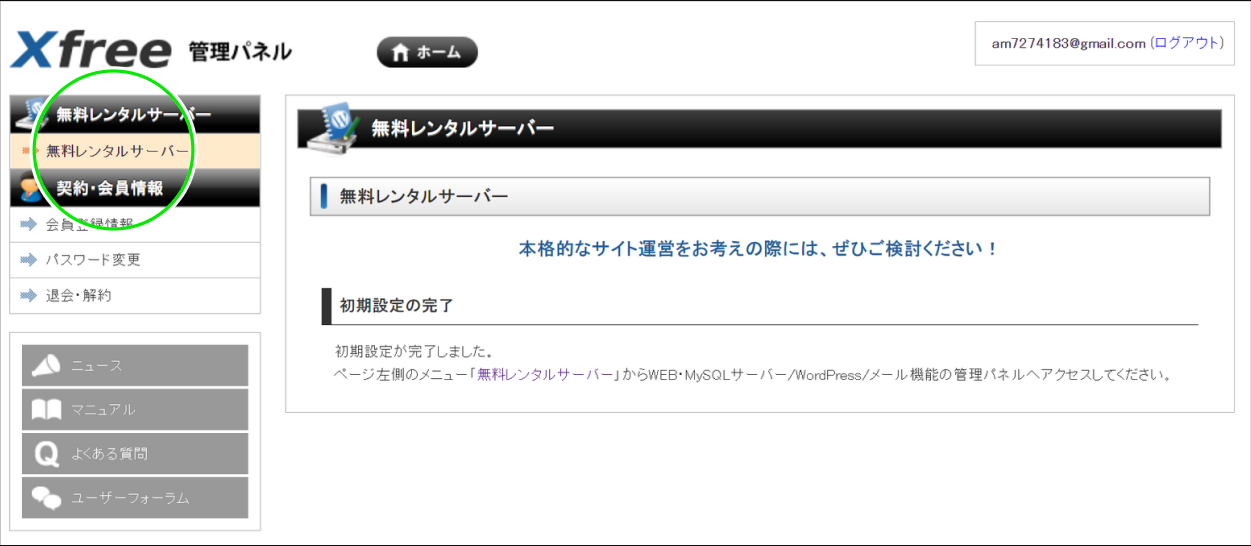 Xfree 管理パネル
ホーム
am7274183@gmail.com (ログアウト)
無料レンタルサーバー
無料レンタルサーバー
契約・会員情報
会員登録情報
パスワード変更
退会・解約
ニュース
マニュアル
よくある質問
ユーザーフォーラム
無料レンタルサーバー
無料レンタルサーバー
本格的なサイト運営をお考えの際には、ぜひご検討ください！
初期設定の完了
初期設定が完了しました。
ページ左側のメニュー「無料レンタルサーバー」からWEB・MySQLサーバー/WordPress/メール機能の管理パネルへアクセスしてください。